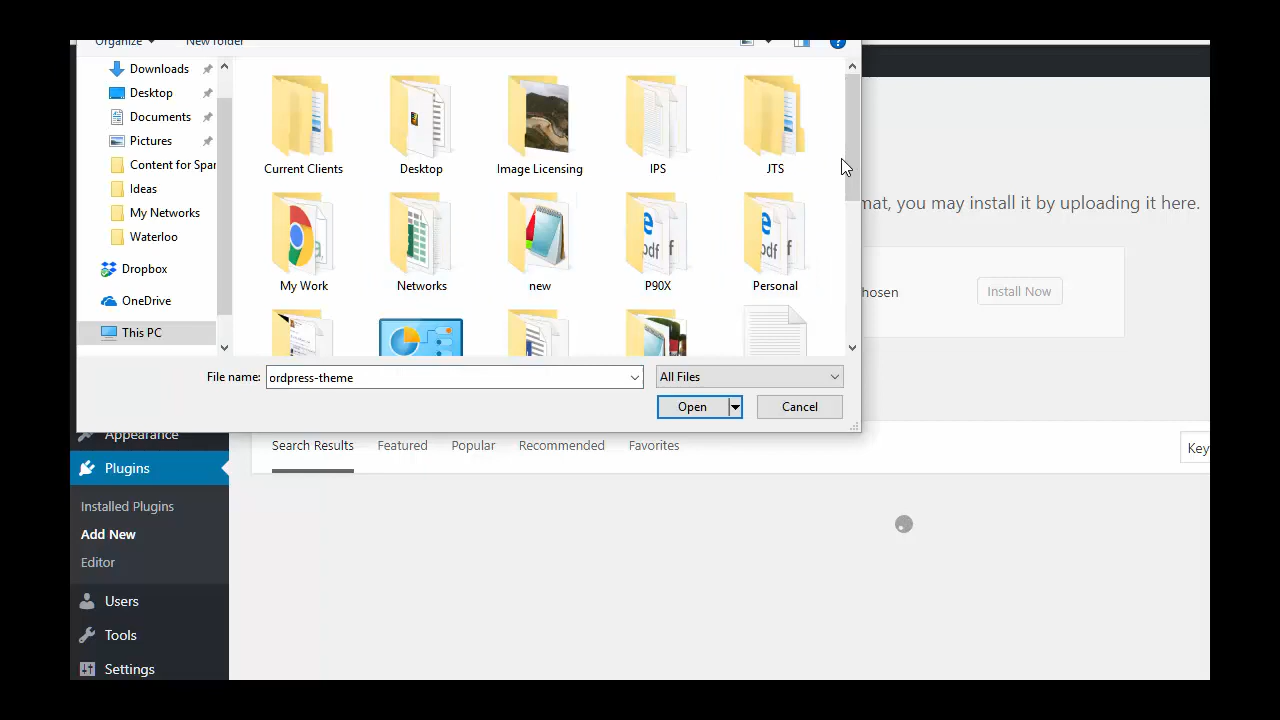 Organize New folder
Downloads
Desktop
Documents
Pictures
Content for Spar
Ideas
My Networks
Waterloo
Dropbox
OneDrive
This PC
Current Clients Desktop Image Licensing IPS JTS
My Work Networks new P90X Personal
File name: ordpress-theme All Files
Open Cancel
mat, you may install it by uploading it here.
hosen Install Now
Search Results Featured Popular Recommended Favorites Key
Appearance
Plugins
Installed Plugins
Add New
Editor
Users
Tools
Settings